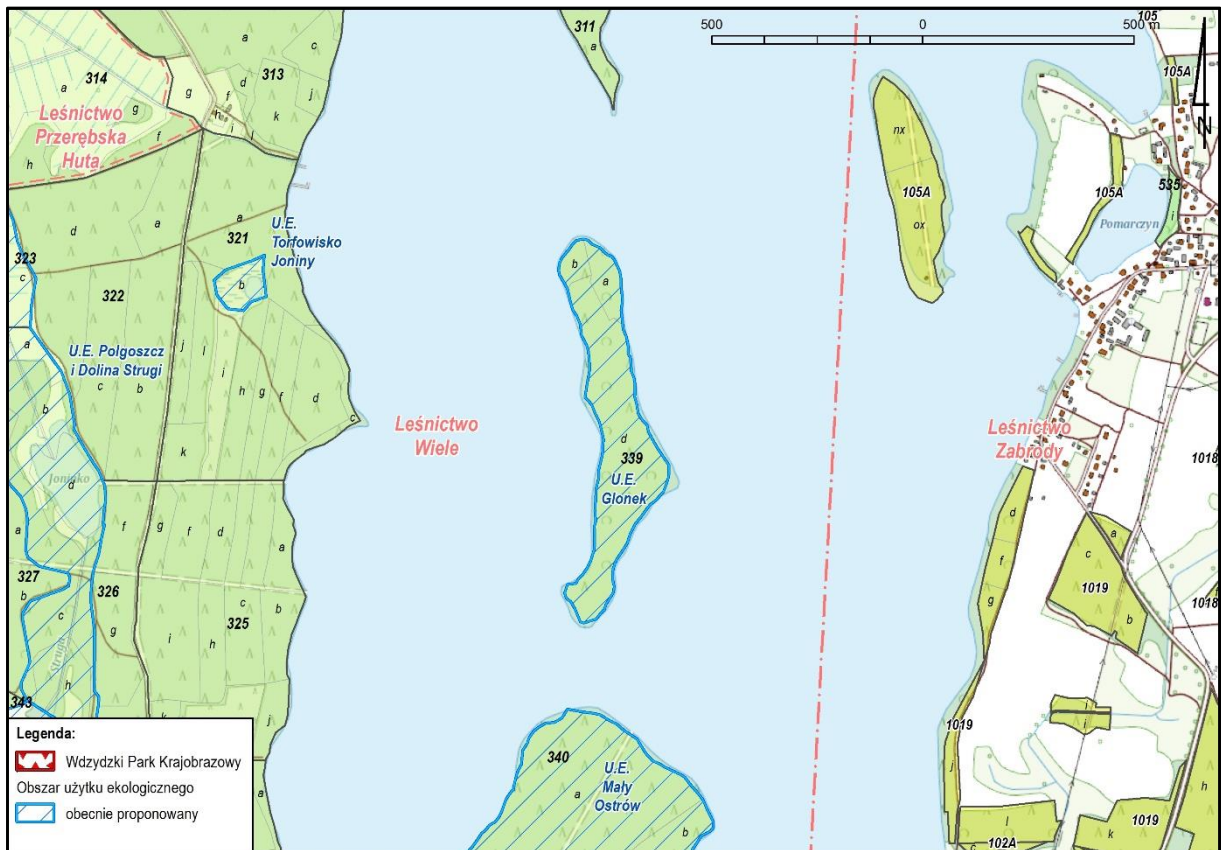 311
a
500
0
500 m
105
a
c
313
d
j
k
g
f
h
i
l
314
a
g
f
h
Leśnictwo
Przerębska
Huta
105A
nx
105A
ox
105A
535
i
Pomarczyn
a
d
a
321
U.E.
Torfowisko
Joniny
b
323
c
322
b
a
339
d
U.E.
Glonek
a
U.E. Polgoszcz
i Dolina Strugi
c
b
j
l
i
h
g
f
d
c
b
k
Leśnictwo
Wiele
Leśnictwo
Zabrody
1018
Joninko
d
f
g
f
d
a
a
327
b
326
c
g
c
b
325
i
h
Struga
h
343
k
j
a
d
f
g
a
c
1019
b
1018
1019
j
l
i
h
l
k
1019
102A
c
340
a
U.E.
Mały
Ostrów
b
N
Legenda:
Wdzydzki Park Krajobrazowy
Obszar użytku ekologicznego
obecnie proponowany